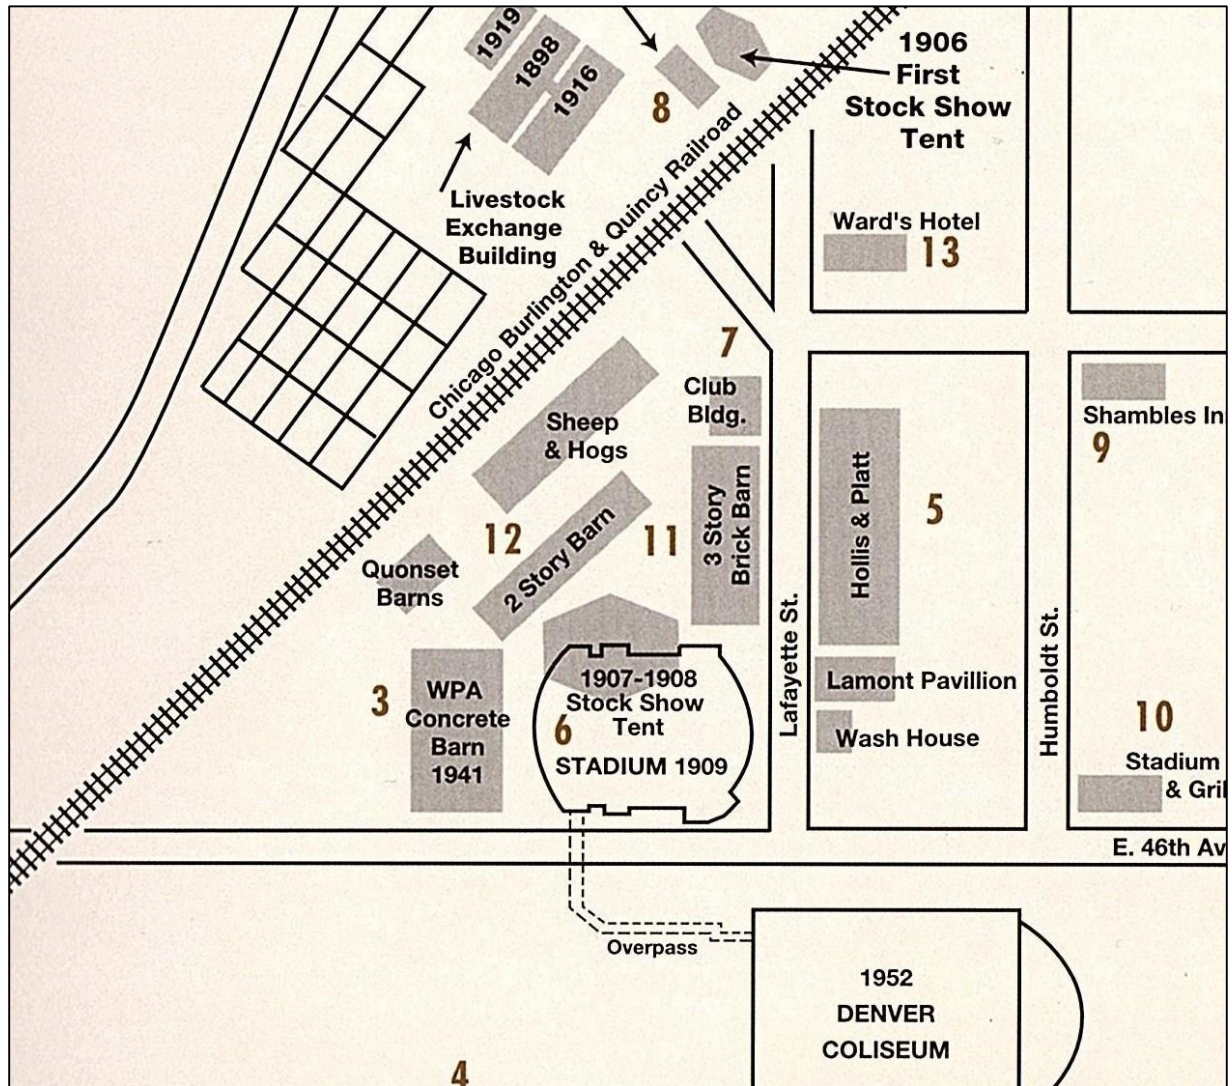 1919
1898
1916
8
1906
First
Stock Show
Tent
Livestock
Exchange
Building
Chicago Burlington & Quincy Railroad
Ward's Hotel
13
7
Club
Bldg.
Sheep
& Hogs
Shambles In
9
12
2 Story Barn
11
3 Story
Brick Barn
Hollis & Platt
5
Quonset
Barns
Lafayette St.
Humboldt St.
3
WPA
Concrete
Barn
1941
1907-1908
Stock Show
Tent
6
STADIUM 1909
Lamont Pavillion
Wash House
10
Stadium
& Gril
E. 46th Av
Overpass
1952
DENVER
COLISEUM
4